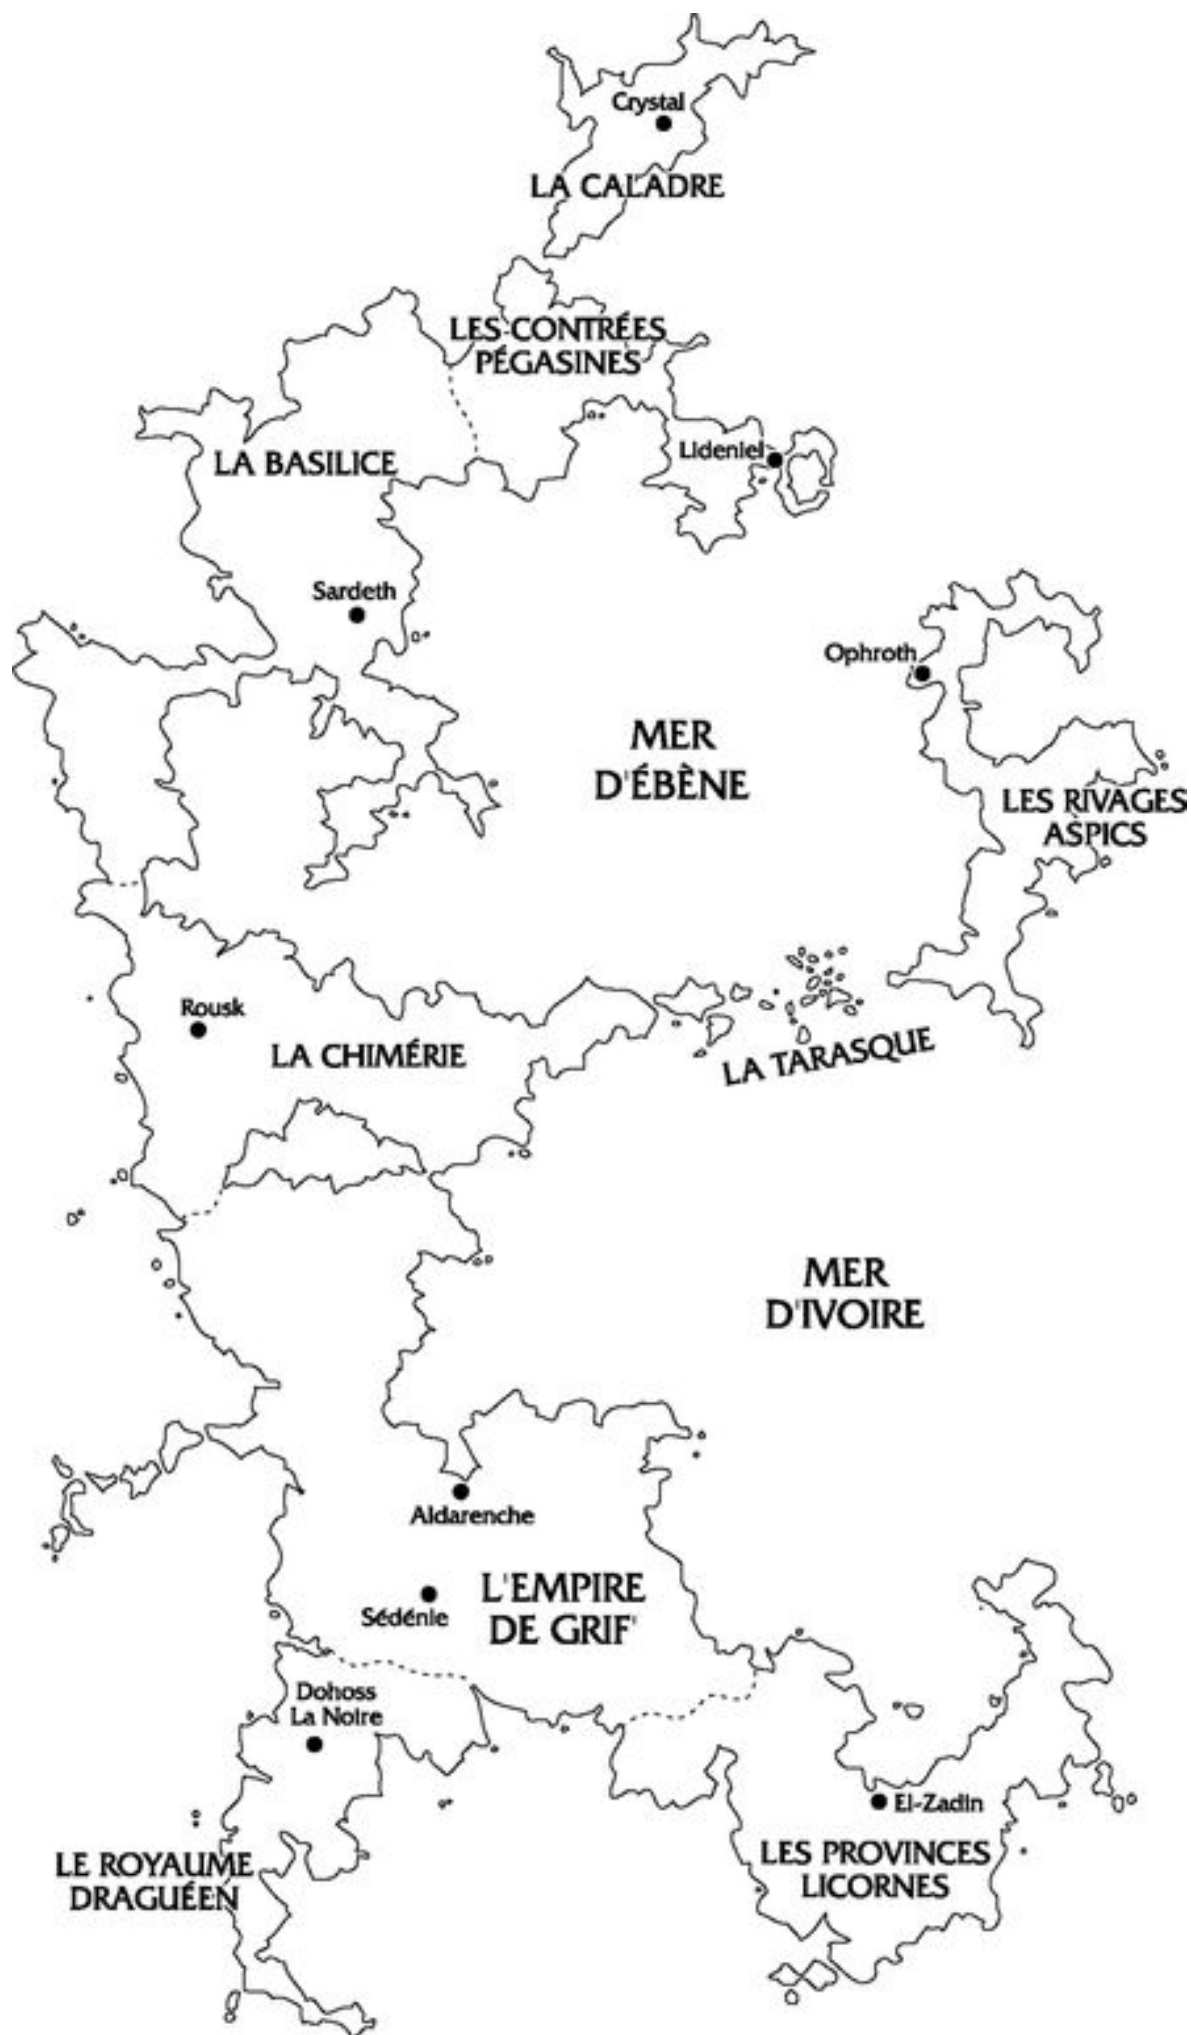 Crystal
LA CALADRE
LES CONTRÉES
PÉGASINES
Lideniel
LA BASILICE
Sardeth
Ophroth
MER
D'ÉBÈNE
LES RIVAGES
ASPICS
Rousk
LA CHIMÉRIE
LA TARASQUE
MER
D'IVOIRE
Aldarenche
L'EMPIRE
DE GRIF'
Sédénie
Dohoss
La Noire
El-Zadin
LE ROYAUME
DRAGUÉEN
LES PROVINCES
LICORNES